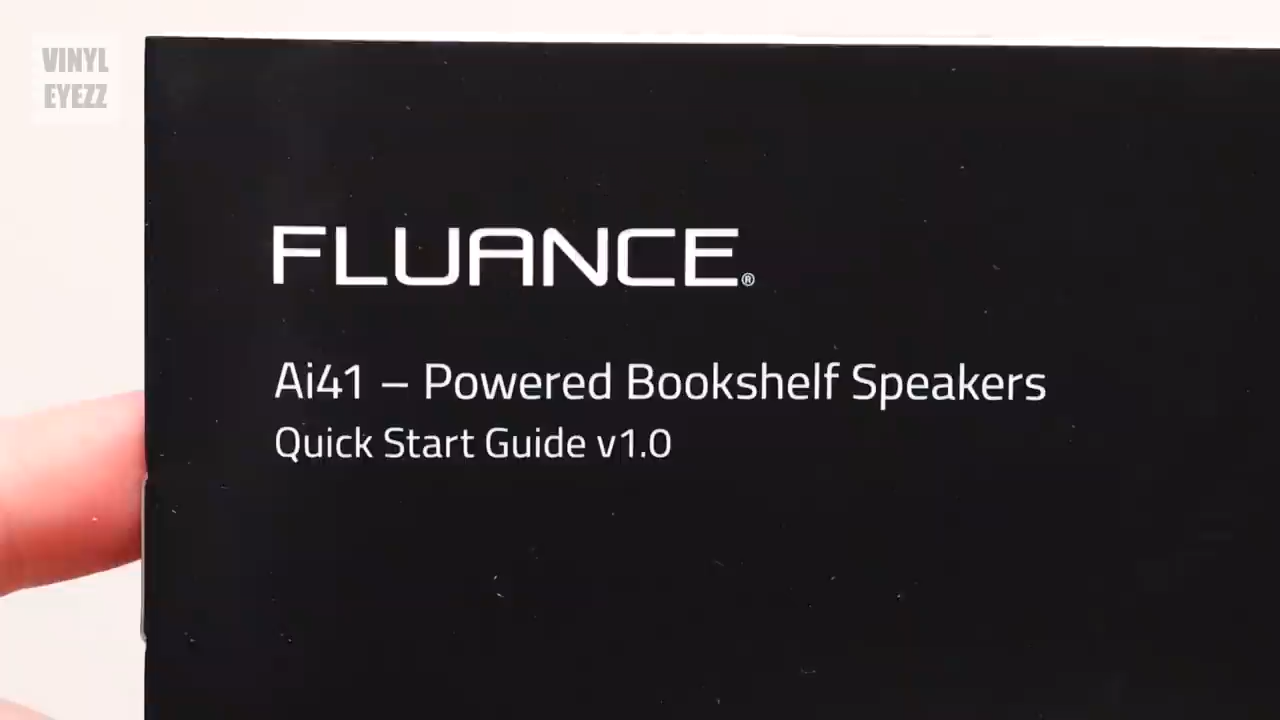 VINYL
EYEZZ
FLUANCE®
Ai41 – Powered Bookshelf Speakers
Quick Start Guide v1.0